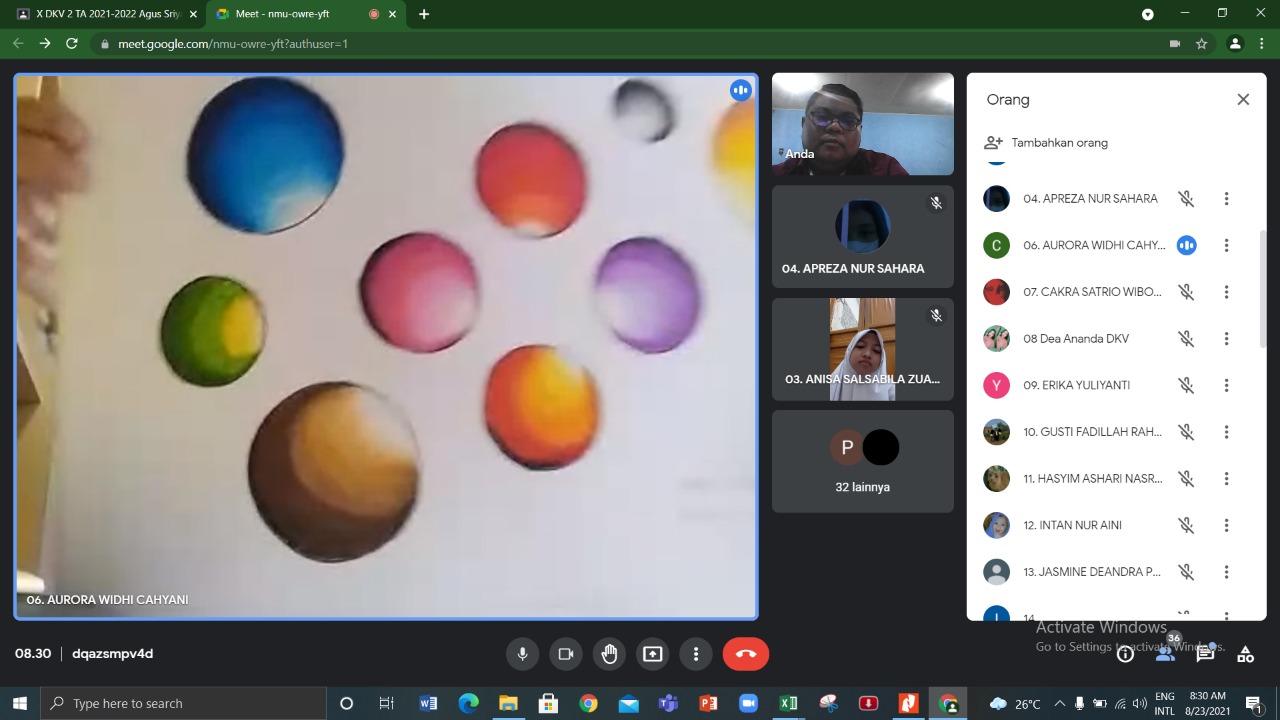 X DKV 2 TA 2021-2022 Agus Sriy
Meet - nmu-owre-yft
meet.google.com/nmu-owre-yft?authuser=1
06. AURORA WIDHI CAHYANI
Anda
04. APREZA NUR SAHARA
03. ANISA SALSABILA ZUA...
P
32 lainnya
Orang
Tambahkan orang
04. APREZA NUR SAHARA
C
06. AURORA WIDHI CAHY...
07. CAKRA SATRIO WIBO...
08 Dea Ananda DKV
Y
09. ERIKA YULIYANTI
10. GUSTI FADILLAH RAH...
11. HASYIM ASHARI NASR...
12. INTAN NUR AINI
13. JASMINE DEANDRA P...
14
Activate Windows
Go to Settings to activate Windows.
08.30 | dqazsmpv4d
36
Type here to search
26°C
ENG
INTL
8:30 AM
8/23/2021
1